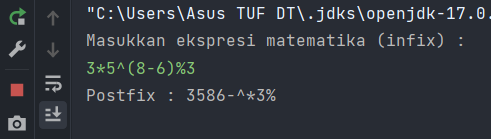 "C:\Users\Asus TUF DT\.jdks\openjdk-17.0.
Masukkan ekspresi matematika (infix) :
3*5^(8-6)%3
Postfix : 3586-^*3%